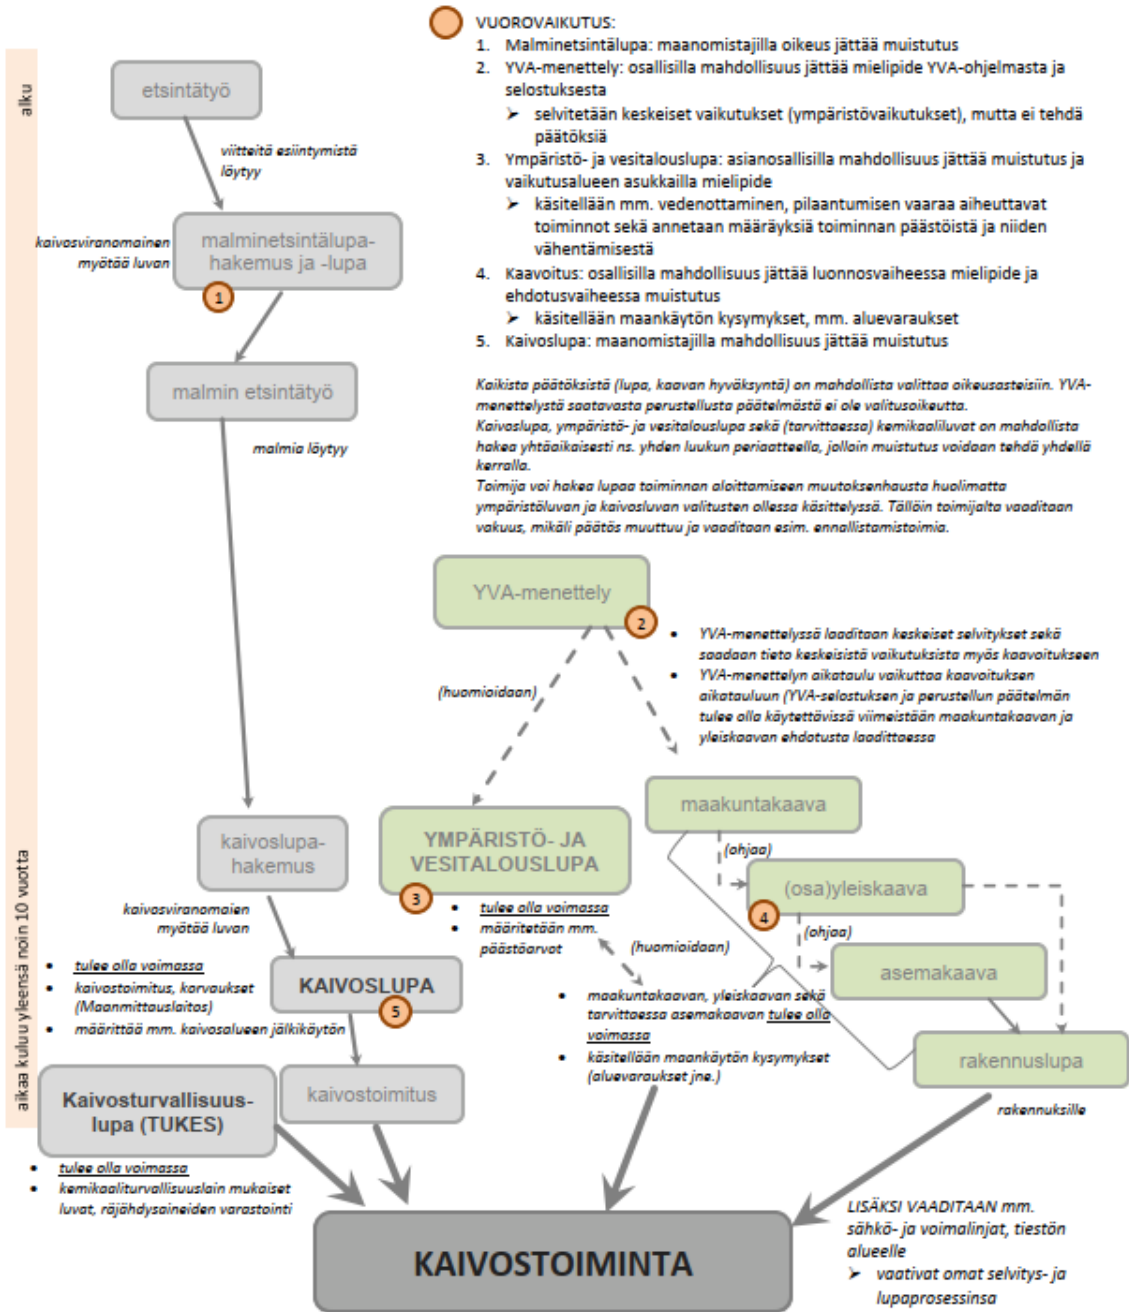 VUOROVAIKUTUS:
1. Malminetsintälupa: maanomistajilla oikeus jättää muistutus
2. YVA-menettely: osallisilla mahdollisuus jättää mielipide YVA-ohjelmasta ja
selostuksesta
➢ selvitetään keskeiset vaikutukset (ympäristövaikutukset), mutta ei tehdä
päätöksiä
3. Ympäristö- ja vesitalouslupa: asianosallisilla mahdollisuus jättää muistutus ja
vaikutusalueen asukkailla mielipide
➢ käsitellään mm. vedenottaminen, pilaantumisen vaaraa aiheuttavat
toiminnot sekä annetaan määräyksiä toiminnan päästöistä ja niiden
vähentämisestä
4. Kaavoitus: osallisilla mahdollisuus jättää luonnosvaiheessa mielipide ja
ehdotusvaiheessa muistutus
➢ käsitellään maankäytön kysymykset, mm. aluevaraukset
5. Kaivoslupa: maanomistajilla mahdollisuus jättää muistutus
Kaikista päätöksistä (lupa, kaavan hyväksyntä) on mahdollista valittaa oikeusasteisiin. YVA-
menettelystä saatavasta perustellusta päätelmästä ei ole valitusoikeutta.
Kaivoslupa, ympäristö- ja vesitalouslupa sekä (tarvittaessa) kemikaaliluvat on mahdollista
hakea yhtäaikaisesti ns. yhden luukun periaatteella, jolloin muistutus voidaan tehdä yhdellä
kerralla.
Toimija voi hakea lupaa toiminnan aloittamiseen muutoksenhausta huolimatta
ympäristöluvan ja kaivosluvan valitusten ollessa käsittelyssä. Tällöin toimijalta vaaditaan
vakuus, mikäli päätös muuttuu ja vaaditaan esim. ennallistamistoimia.
alku
aikaa kuluu yleensä noin 10 vuotta
etsintätyö
viitteitä esiintymistä
löytyy
kaivosviranomainen
myötää luvan
malminetsintälupa-
hakemus ja -lupa
1
malmin etsintätyö
malmia löytyy
YVA-menettely
2
• YVA-menettelyssä laaditaan keskeiset selvitykset sekä
saadaan tieto keskeisistä vaikutuksista myös kaavoitukseen
• YVA-menettelyn aikataulu vaikuttaa kaavoituksen
aikatauluun (YVA-selostuksen ja perustellun päätelmän
tulee olla käytettävissä viimeistään maakuntakaavan ja
yleiskaavan ehdotusta laadittaessa
(huomioidaan)
maakuntakaava
(ohjaa)
(osa)yleiskaava
4
(ohjaa)
asemakaava
rakennuslupa
rakennuksille
YMPÄRISTÖ- JA
VESITALOUSLUPA
3
• tulee olla voimassa
• määritetään mm.
päästöarvot
(huomioidaan)
• maakuntakaavan, yleiskaavan sekä
tarvittaessa asemakaavan tulee olla
voimassa
• käsitellään maankäytön kysymykset
(aluevaraukset jne.)
kaivoslupa-
hakemus
kaivosviranomaien
myötää luvan
KAIVOSLUPA
5
• tulee olla voimassa
• kaivostoimitus, korvaukset
(Maanmittauslaitos)
• määrittää mm. kaivosalueen jälkikäytön
kaivostoimitus
Kaivosturvallisuus-
lupa (TUKES)
• tulee olla voimassa
• kemikaaliturvallisuuslain mukaiset
luvat, räjähdysaineiden varastointi
KAIVOSTOIMINTA
LISÄKSI VAADITAAN mm.
sähkö- ja voimalinjat, tiestön
alueelle
➢ vaativat omat selvitys- ja
lupaprosessinsa